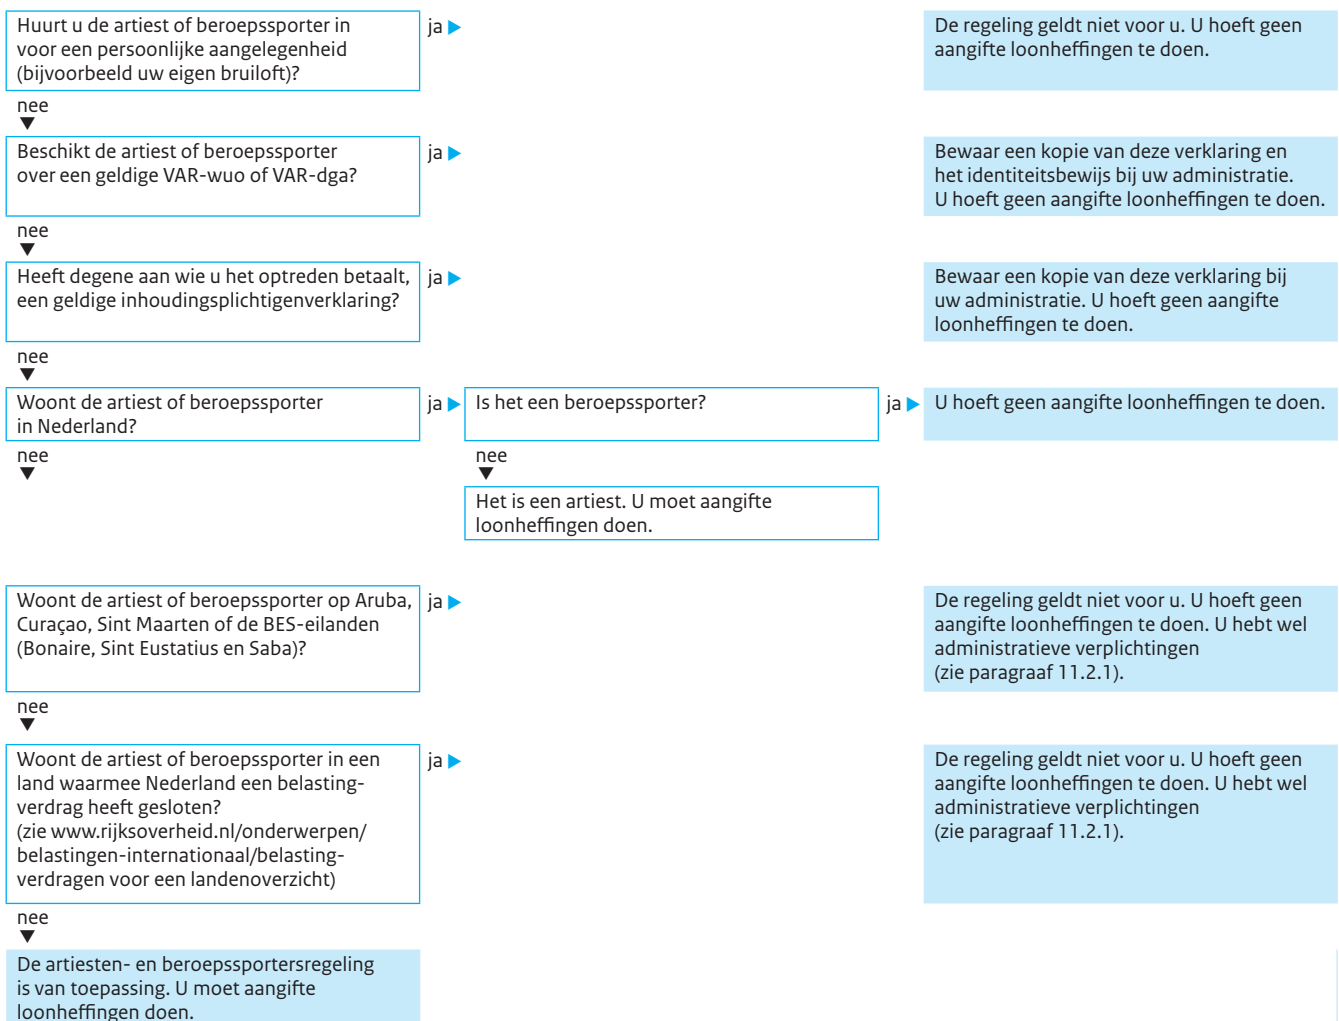 Huurt u de artiest of beroepssporter in
voor een persoonlijke aangelegenheid
(bijvoorbeeld uw eigen bruiloft)?
ja
De regeling geldt niet voor u. U hoeft geen
aangifte loonheffingen te doen.
nee
Beschikt de artiest of beroepssporter
over een geldige VAR-wuo of VAR-dga?
ja
Bewaar een kopie van deze verklaring en
het identiteitsbewijs bij uw administratie.
U hoeft geen aangifte loonheffingen te doen.
nee
Heeft degene aan wie u het optreden betaalt,
een geldige inhoudingsplichtigenverklaring?
ja
Bewaar een kopie van deze verklaring bij
uw administratie. U hoeft geen aangifte
loonheffingen te doen.
nee
Woont de artiest of beroepssporter
in Nederland?
ja
Is het een beroepssporter?
ja
U hoeft geen aangifte loonheffingen te doen.
nee
nee
Het is een artiest. U moet aangifte
loonheffingen doen.
Woont de artiest of beroepssporter op Aruba,
Curaçao, Sint Maarten of de BES-eilanden
(Bonaire, Sint Eustatius en Saba)?
ja
De regeling geldt niet voor u. U hoeft geen
aangifte loonheffingen te doen. U hebt wel
administratieve verplichtingen
(zie paragraaf 11.2.1).
nee
Woont de artiest of beroepssporter in een
land waarmee Nederland een belasting-
verdrag heeft gesloten?
(zie www.rijksoverheid.nl/onderwerpen/
belastingen-internationaal/belasting-
verdragen voor een landenoverzicht)
ja
De regeling geldt niet voor u. U hoeft geen
aangifte loonheffingen te doen. U hebt wel
administratieve verplichtingen
(zie paragraaf 11.2.1).
nee
De artiesten- en beroepssportersregeling
is van toepassing. U moet aangifte
loonheffingen doen.